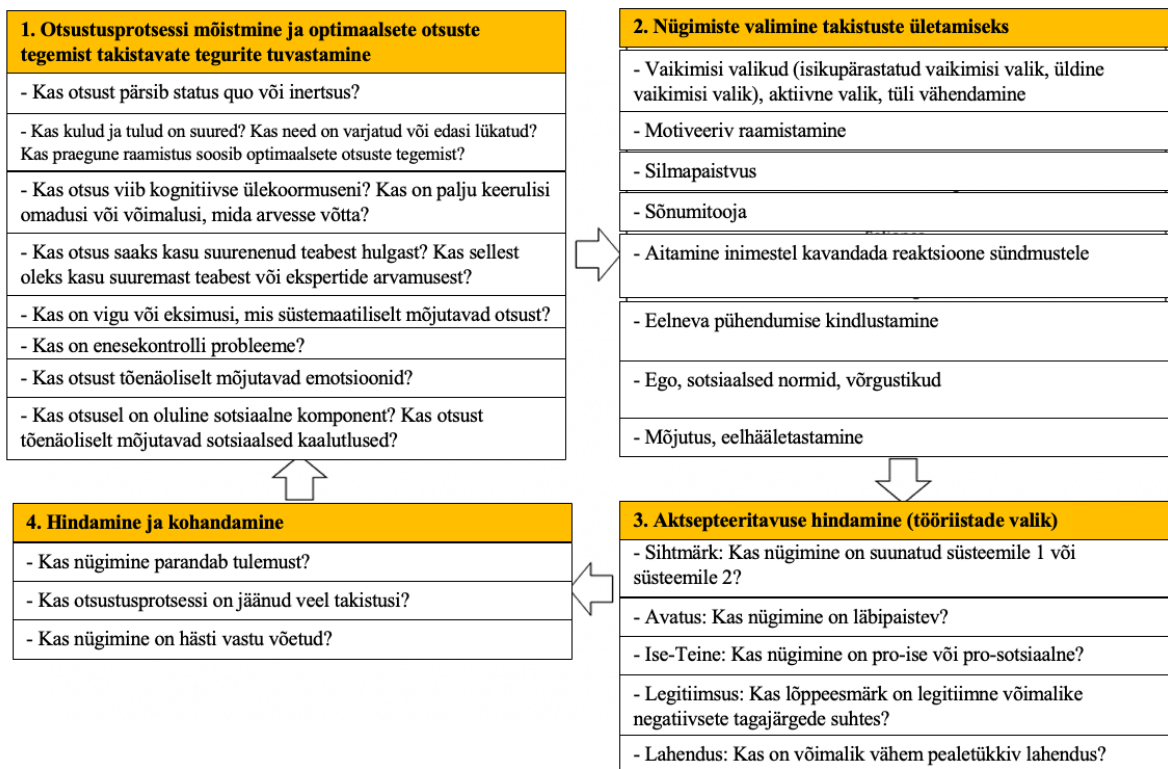 1. Otsustusprotsessi mõistmine ja optimaalsete otsuste
tegemist takistavate tegurite tuvastamine
- Kas otsust pärsib status quo või inertsus?
- Kas kulud ja tulud on suured? Kas need on varjatud või edasi lükatud?
Kas praegune raamistus soosib optimaalsete otsuste tegemist?
- Kas otsus viib kognitiivse ülekoormuseni? Kas on palju keerulisi
omadusi või võimalusi, mida arvesse võtta?
- Kas otsus saaks kasu suurenenud teabest hulgast? Kas sellest
oleks kasu suuremast teabest või ekspertide arvamusest?
- Kas on vigu või eksimusi, mis süstemaatiliselt mõjutavad otsust?
- Kas on enesekontrolli probleeme?
- Kas otsust tõenäoliselt mõjutavad emotsioonid?
- Kas otsusel on oluline sotsiaalne komponent? Kas otsust
tõenäoliselt mõjutavad sotsiaalsed kaalutlused?
2. Nügimiste valimine takistuste ületamiseks
- Vaikimisi valikud (isikupärastatud vaikimisi valik, üldine
vaikimisi valik), aktiivne valik, tüli vähendamine
- Motiveeriv raamistamine
- Silmapaistvus
- Sõnumitooja
- Aitamine inimestel kavandada reaktsioone sündmustele
- Eelneva pühendumise kindlustamine
- Ego, sotsiaalsed normid, võrgustikud
- Mõjutus, eelhääletastamine
3. Aktsepteeritavuse hindamine (tööriistade valik)
- Sihtmärk: Kas nügimine on suunatud süsteemile 1 või
süsteemile 2?
- Avatus: Kas nügimine on läbipaistev?
- Ise-Teine: Kas nügimine on pro-ise või pro-sotsiaalne?
- Legitiimsus: Kas lõppeesmärk on legitiimne võimalike
negatiivsete tagajärgede suhtes?
- Lahendus: Kas on võimalik vähem pealetükkiv lahendus?
4. Hindamine ja kohandamine
- Kas nügimine parandab tulemust?
- Kas otsustusprotsessi on jäänud veel takistusi?
- Kas nügimine on hästi vastu võetud?